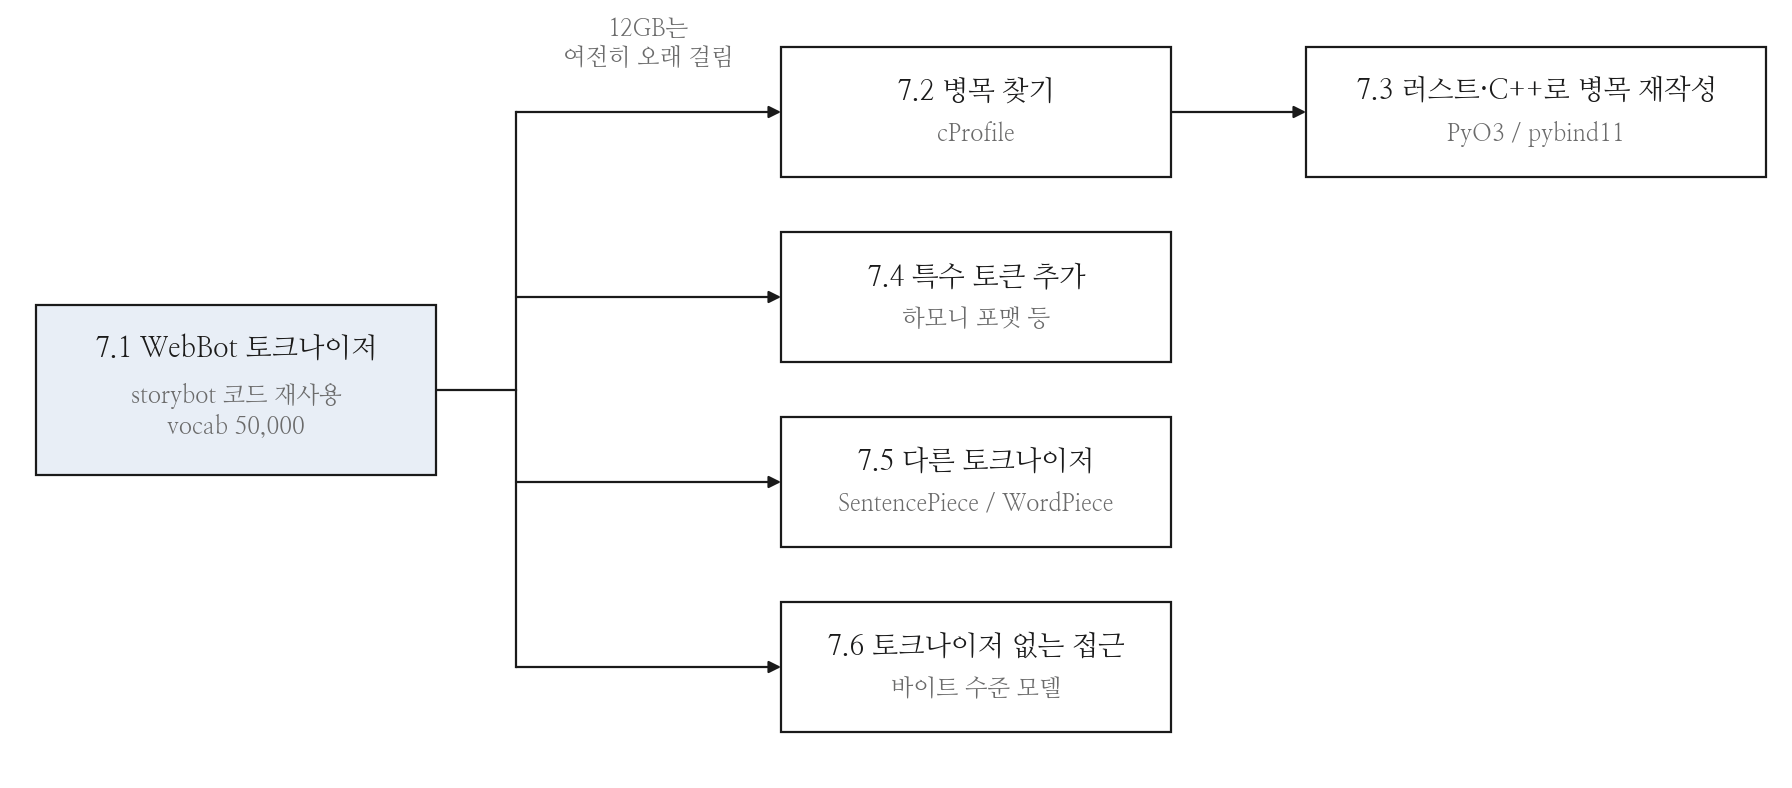 12GB는
여전히 오래 걸림
7.2 병목 찾기
cProfile
7.3 러스트·C++로 병목 재작성
PyO3 / pybind11
7.4 특수 토큰 추가
하모니 포맷 등
7.1 WebBot 토크나이저
storybot 코드 재사용
vocab 50,000
7.5 다른 토크나이저
SentencePiece / WordPiece
7.6 토크나이저 없는 접근
바이트 수준 모델